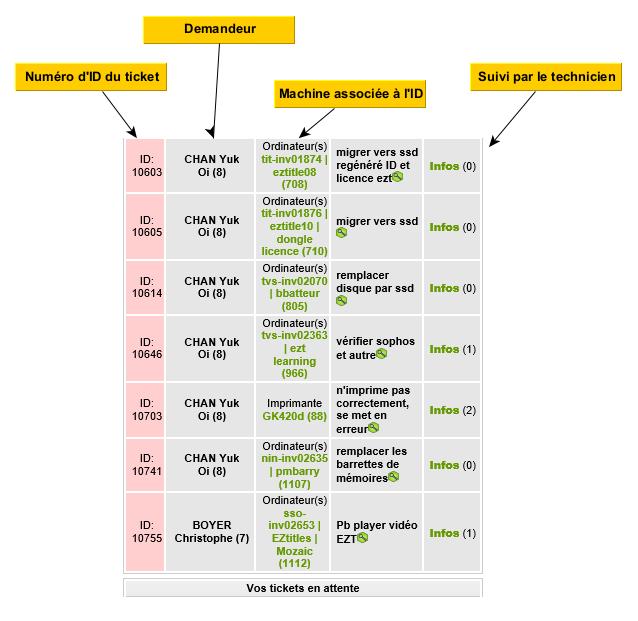 Demandeur
Numéro d'ID du ticket
Suivi par le technicien
Machine associée à l'ID
ID:
10603
CHAN Yuk
Oi (8)
Ordinateur(s)
tit-inv01874 |
eztitle08
(708)
migrer vers ssd
regénéré ID et
licence ezt
Infos (0)
ID:
10605
CHAN Yuk
Oi (8)
Ordinateur(s)
tit-inv01876 |
eztitle10 |
dongle
licence (710)
migrer vers ssd
Infos (0)
ID:
10614
CHAN Yuk
Oi (8)
Ordinateur(s)
tvs-inv02070
| bbatteur
(805)
remplacer
disque par ssd
Infos (0)
ID:
10646
CHAN Yuk
Oi (8)
Ordinateur(s)
tvs-inv02363
| ezt
learning
(966)
vérifier sophos
et autre
Infos (1)
ID:
10703
CHAN Yuk
Oi (8)
Imprimante
GK420d (88)
n'imprime pas
correctement,
se met en
erreur
Infos (2)
ID:
10741
CHAN Yuk
Oi (8)
Ordinateur(s)
nin-inv02635
| pmbarry
(1107)
remplacer les
barrettes de
mémoires
Infos (0)
ID:
10755
BOYER
Christophe (7)
Ordinateur(s)
sso-
inv02653 |
EZtitles |
Mozaic
(1112)
Pb player vidéo
EZT
Infos (1)
Vos tickets en attente